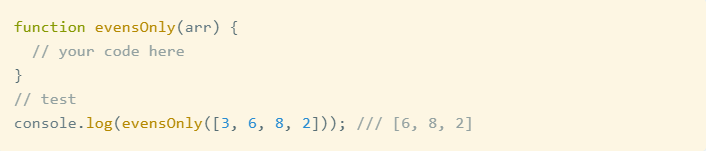 function evensOnly(arr) {
  // your code here
}
// test
console.log(evensOnly([3, 6, 8, 2])); /// [6, 8, 2]